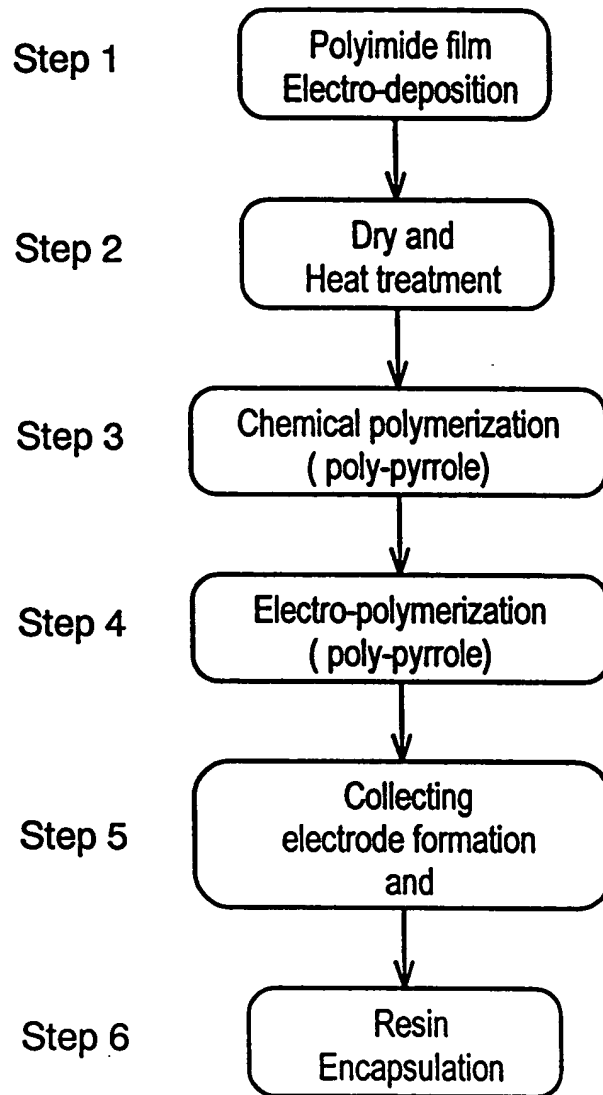 Step 1
Polyimide film
Electro-deposition
Step 2
Dry and
Heat treatment
Step 3
Chemical polymerization
( poly-pyrrole)
Step 4
Electro-polymerization
( poly-pyrrole)
Step 5
Collecting
electrode formation
and
Step 6
Resin
Encapsulation